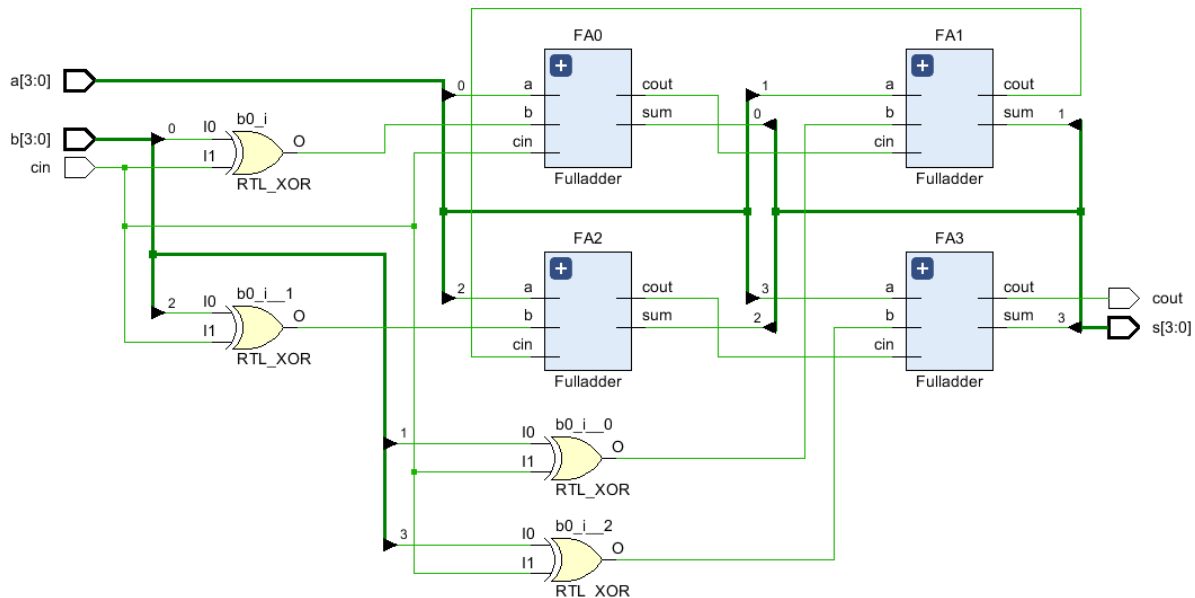 FA0
FA1
a[3:0]
0
a
cout
1
a
cout
b[3:0]
0
I0
b0_i
O
b
sum
0
b
sum
1
cin
I1
cin
cin
RTL_XOR
Fulladder
Fulladder
FA2
FA3
2
I0
b0_i__1
O
2
a
cout
3
a
cout
cout
I1
b
sum
2
b
sum
3
s[3:0]
RTL_XOR
cin
cin
Fulladder
Fulladder
1
I0
b0_i__0
O
I1
RTL_XOR
3
I0
b0_i__2
O
I1
RTL_XOR